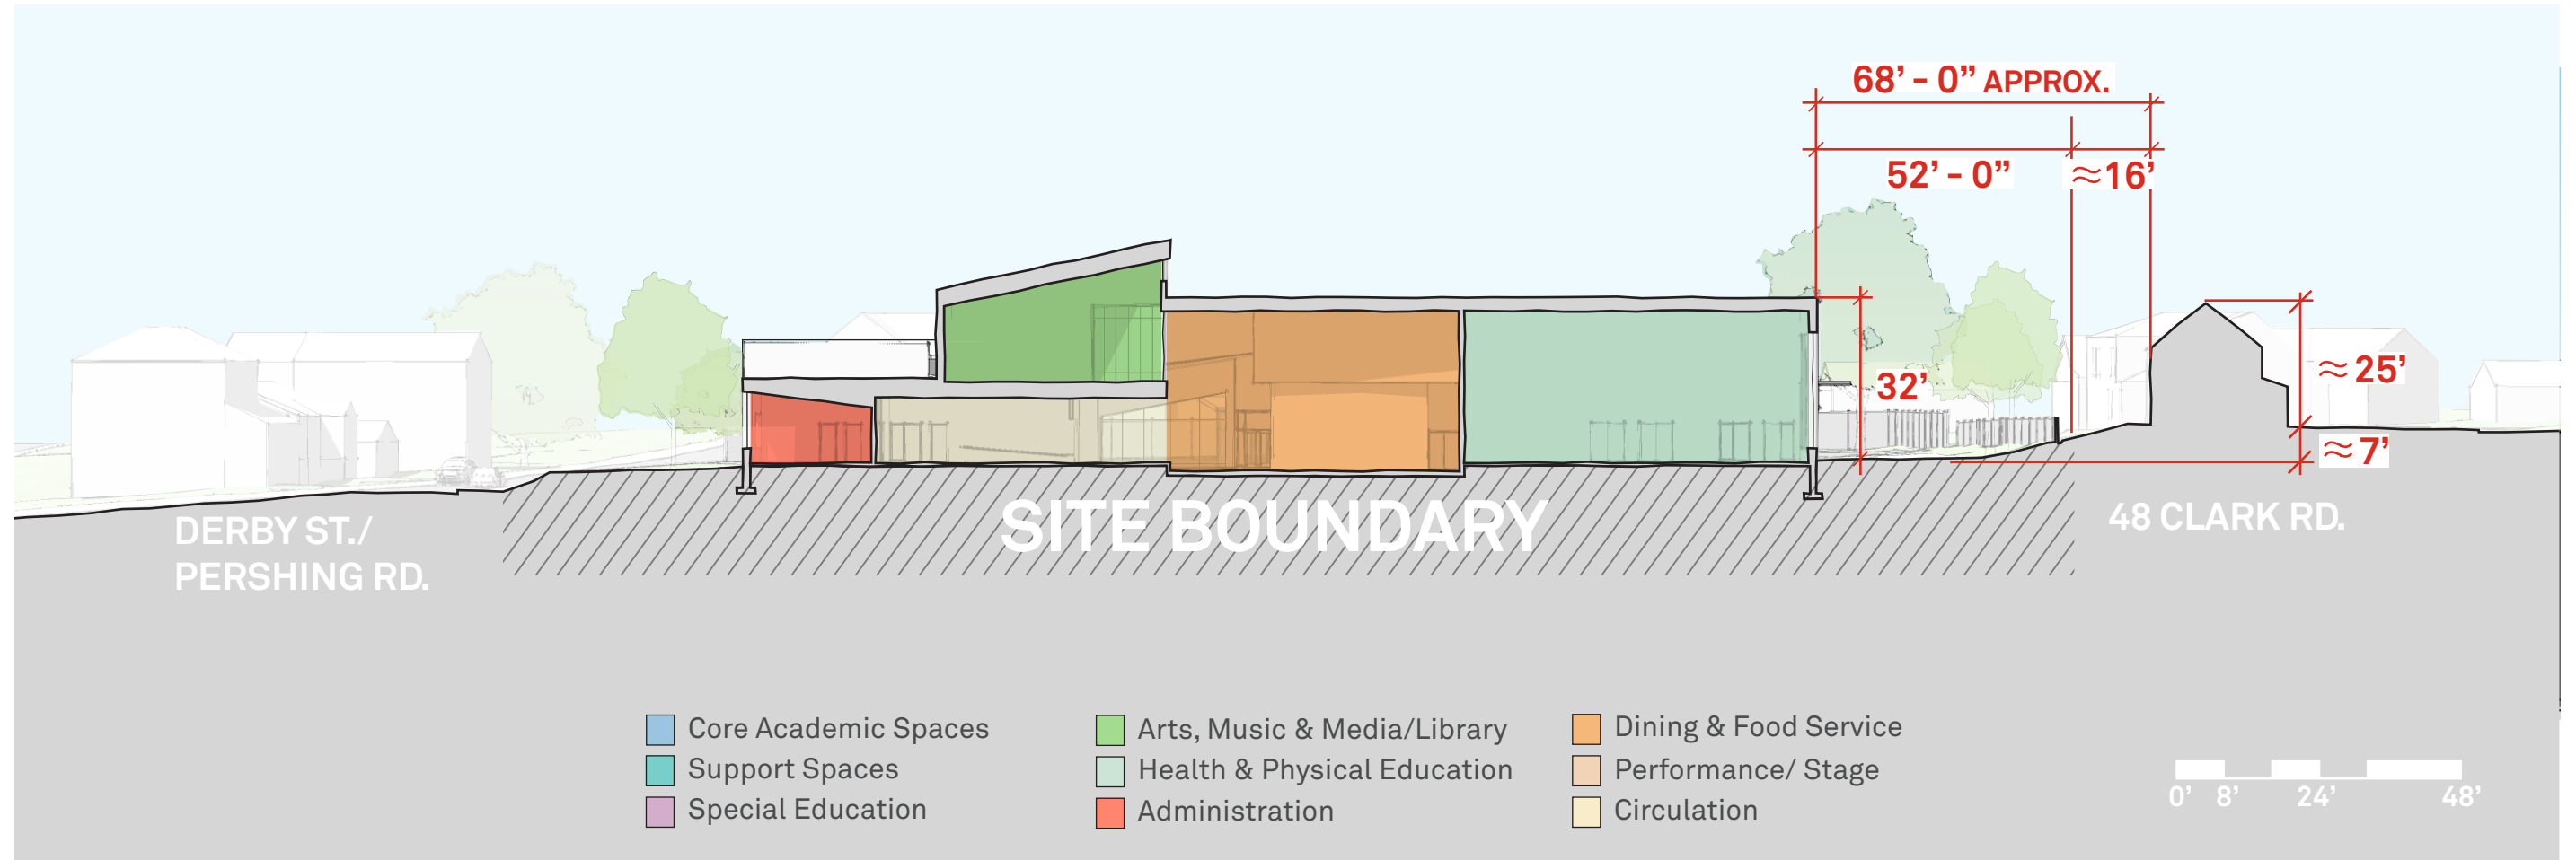 68’ - 0” APPROX.
52’ - 0”
≈16’
32’
≈ 25’
≈ 7’
SITE BOUNDARY
DERBY ST./
PERSHING RD.
48 CLARK RD.
Core Academic Spaces
Support Spaces
Special Education
Arts, Music & Media/Library
Health & Physical Education
Administration
Dining & Food Service
Performance/ Stage
Circulation
0’ 8’ 24’ 48’